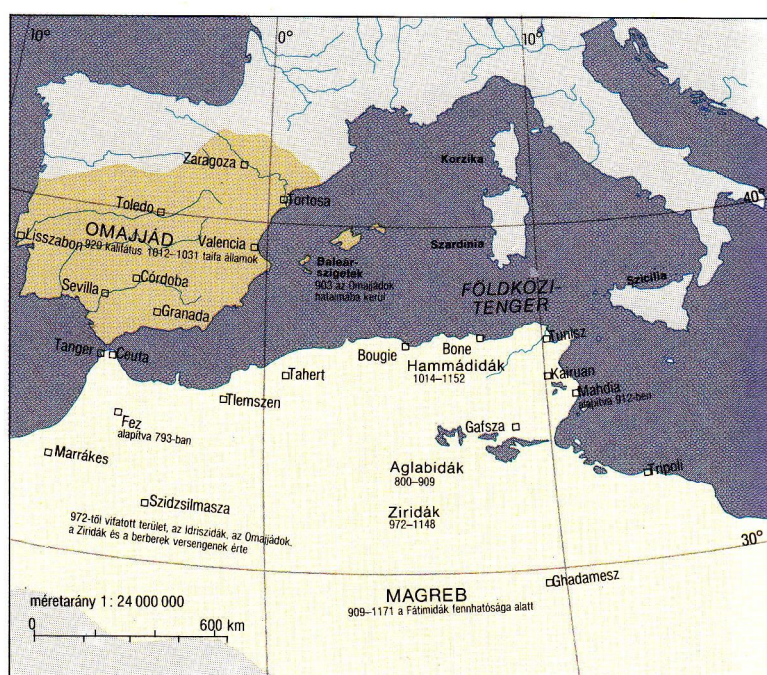 10°
0°
10°
Korzika
Zaragoza
40°
Tortosa
Toledo
OMAJJÁD
Lisszabon
929 kalifátus 1012–1031 taifa államok
Valencia
Szardínia
Baleár-
szigetek
903 az Omajjádok
hatalmába kerül
Córdoba
Sevilla
Granada
FÖLDKÖZI-
TENGER
Szicília
Tanger
Ceuta
Bougie
Bone
Tunisz
Hammádidák
1014–1152
Kairuan
Tahert
Mahdia
alapítva 912-ben
Tlemszen
Fez
alapítva 793-ban
Gafsza
Marrákes
Aglabidák
800–909
Tripoli
Szidzsilmasza
Ziridák
972–1148
972-től vitatott terület, az Idriszidák, az Omajjádok,
a Ziridák és a berberek versengenek érte
30°
Ghadamesz
MAGREB
909–1171 a Fátimidák fennhatósága alatt
méretarány 1 : 24 000 000
0
600 km